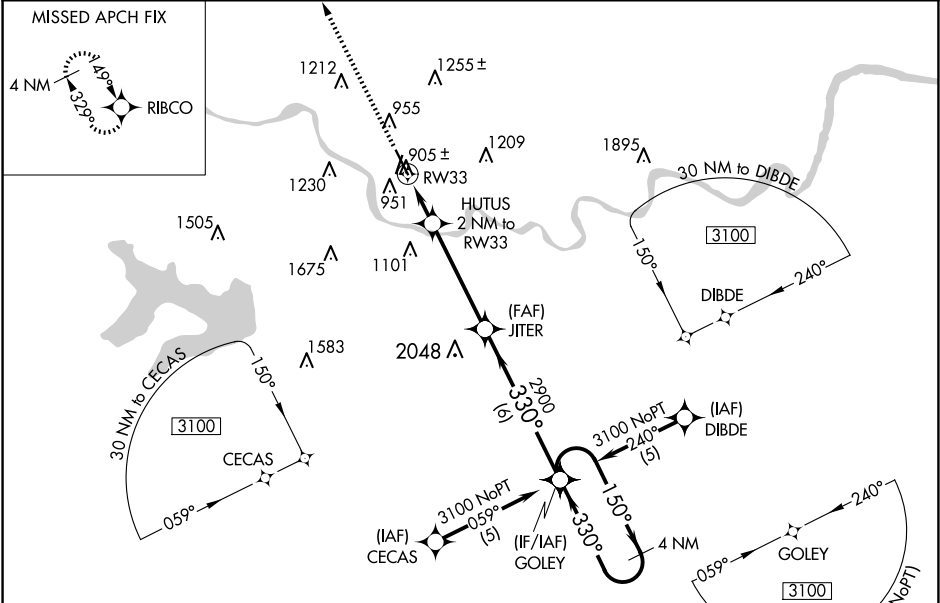 MISSED APCH FIX
4 NM
149°
329°
RIBCO
1212
1255 ±
955
905 ±
RW33
1209
1895
1230
951
HUTUS
2 NM to
RW33
1505
1675
1101
30 NM to DIBDE
3100
150°
240°
DIBDE
(FAF)
JITER
2048
1583
30 NM to CECAS
150°
3100
CECAS
059°
2900
330°
(6)
3100 NoPT
240°
(5)
(IAF)
DIBDE
3100 NoPT
059°
(5)
(IAF)
CECAS
(IF/IAF)
GOLEY
150°
330°
4 NM
240°
059°
GOLEY
3100
NoPT)